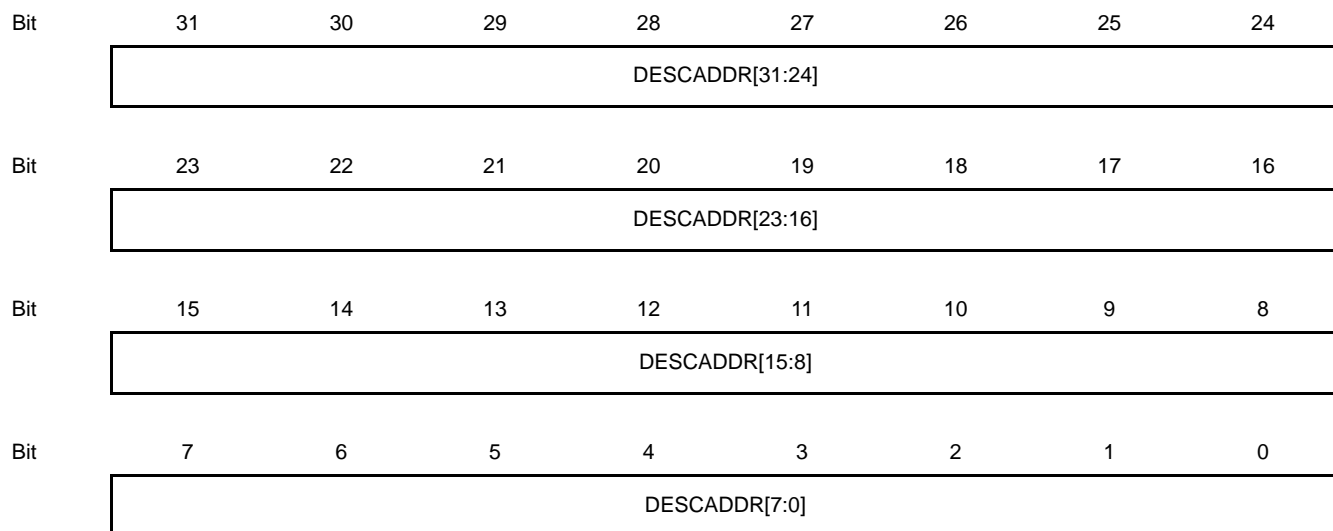 Bit 31 30 29 28 27 26 25 24
DESCADDR[31:24]
Bit 23 22 21 20 19 18 17 16
DESCADDR[23:16]
Bit 15 14 13 12 11 10 9 8
DESCADDR[15:8]
Bit 7 6 5 4 3 2 1 0
DESCADDR[7:0]